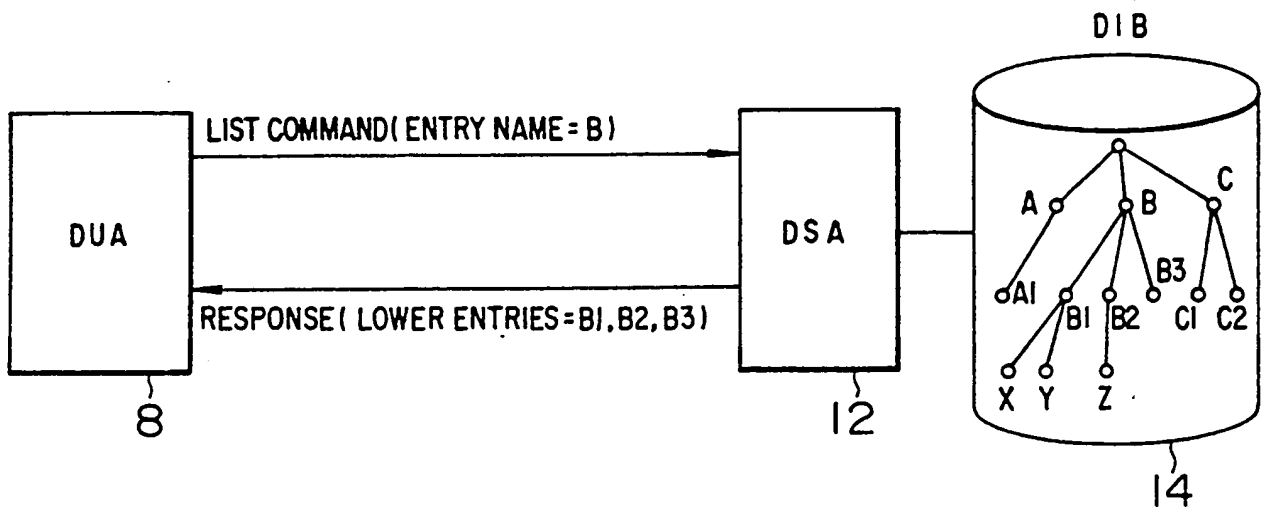 DIB
LIST COMMAND(ENTRY NAME=B)
DUA
DSA
RESPONSE(LOWER ENTRIES=B1,B2,B3)
A
B
C
A1
B1
B2
B3
C1
C2
X
Y
Z
8
12
14